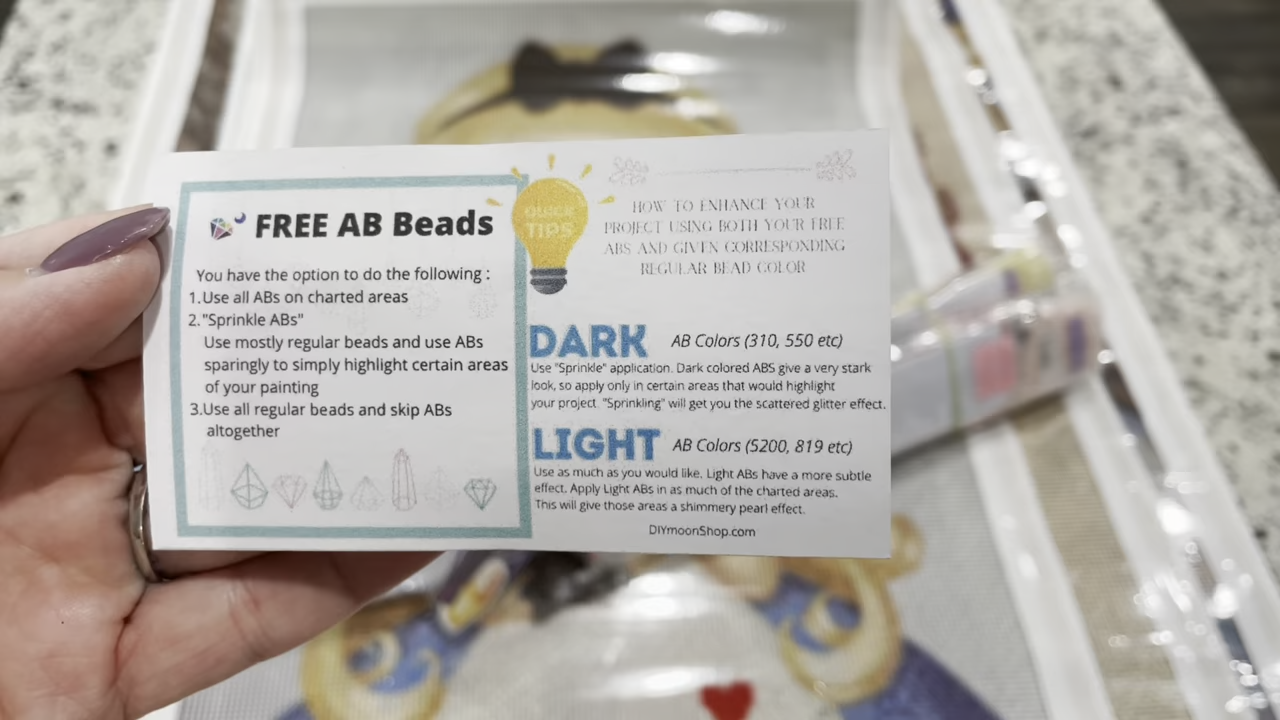 FREE AB Beads
You have the option to do the following :
1.Use all ABs on charted areas
2."Sprinkle ABs"
Use mostly regular beads and use ABs
sparingly to simply highlight certain areas
of your painting
3.Use all regular beads and skip ABs
altogether
QUICK
TIPS
HOW TO ENHANCE YOUR
PROJECT USING BOTH YOUR FREE
ABS AND GIVEN CORRESPONDING
REGULAR BEAD COLOR
DARK AB Colors (310, 550 etc)
Use "Sprinkle" application. Dark colored ABS give a very stark
look, so apply only in certain areas that would highlight
your project. "Sprinkling" will get you the scattered glitter effect.
LIGHT AB Colors (5200, 819 etc)
Use as much as you would like. Light ABs have a more subtle
effect. Apply Light ABs in as much of the charted areas.
This will give those areas a shimmery pearl effect.
DIYmoonShop.com